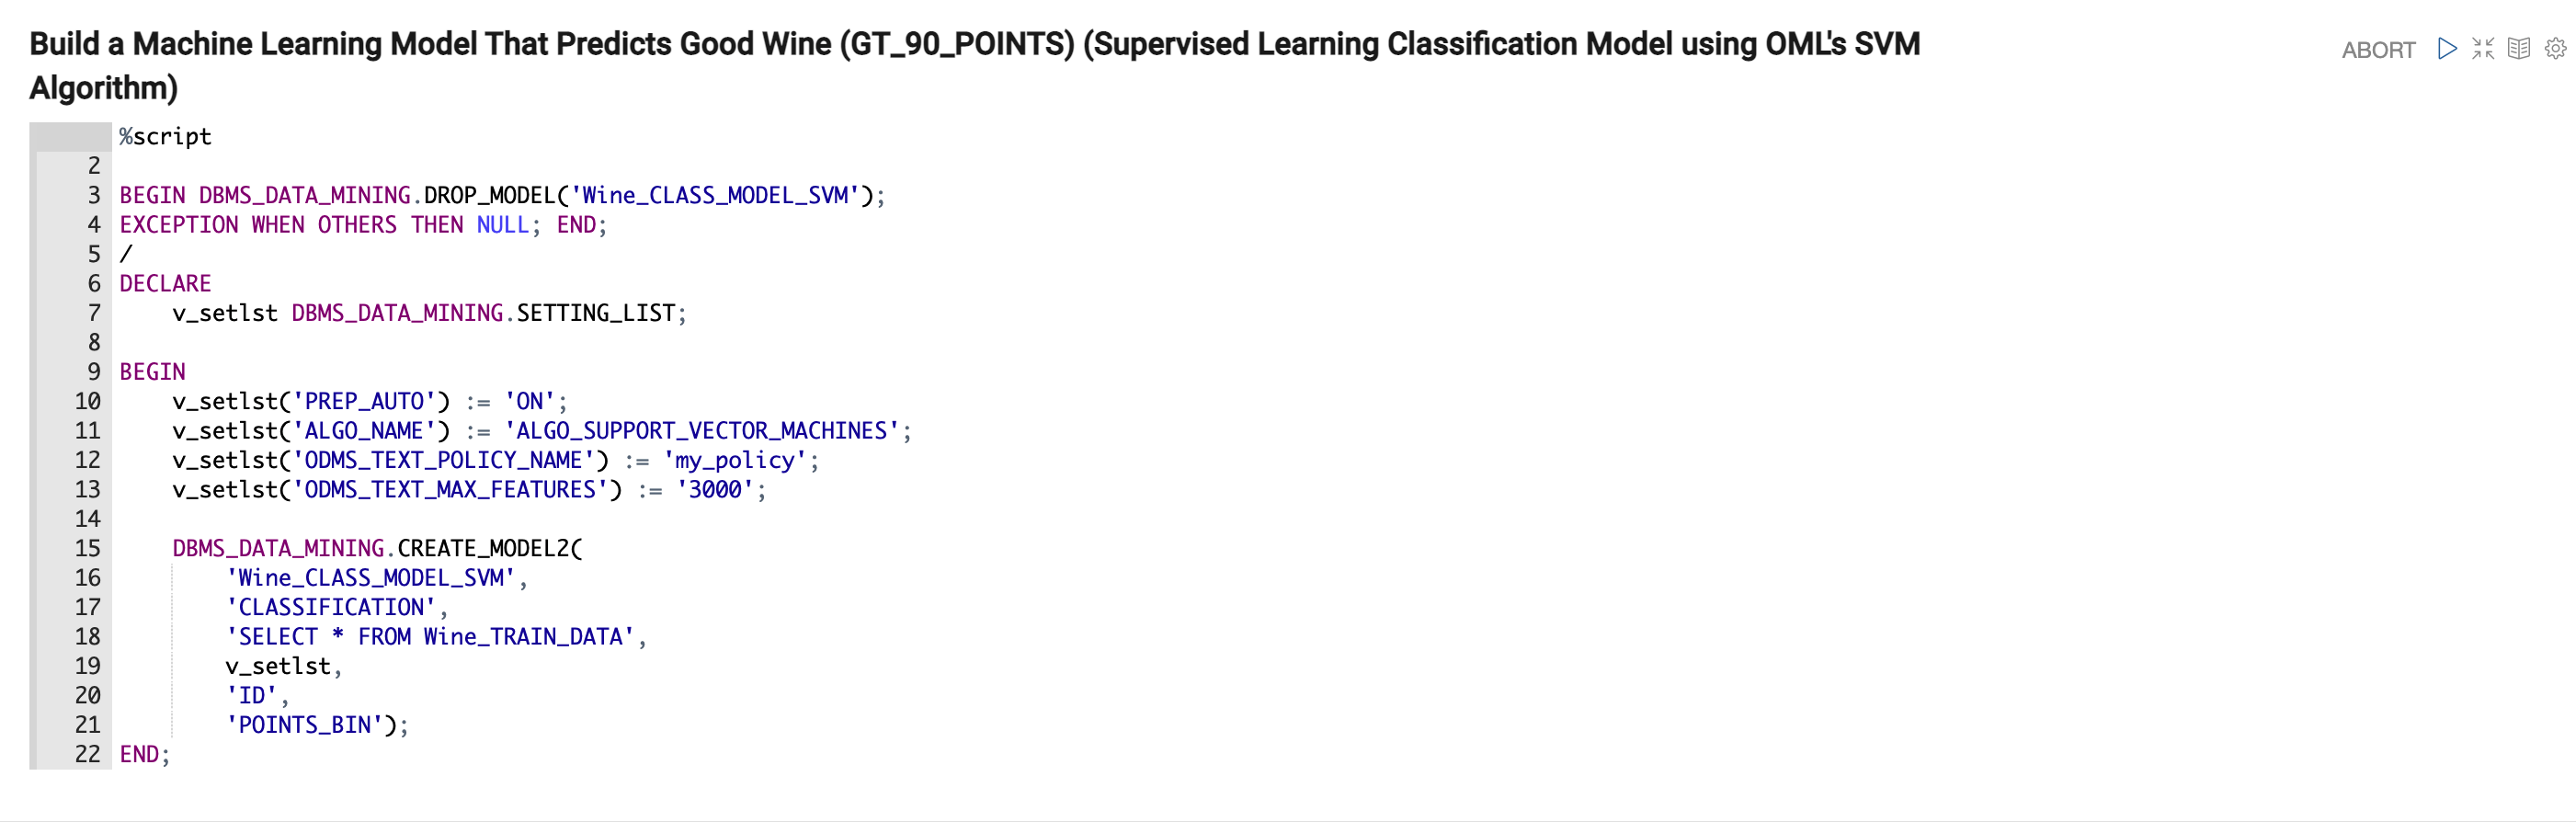 Build a Machine Learning Model That Predicts Good Wine (GT_90_POINTS) (Supervised Learning Classification Model using OML's SVM
Algorithm)
ABORT
%script
2
3 BEGIN DBMS_DATA_MINING.DROP_MODEL('Wine_CLASS_MODEL_SVM');
4 EXCEPTION WHEN OTHERS THEN NULL; END;
5 /
6 DECLARE
7     v_setlst DBMS_DATA_MINING.SETTING_LIST;
8
9 BEGIN
10     v_setlst('PREP_AUTO') := 'ON';
11     v_setlst('ALGO_NAME') := 'ALGO_SUPPORT_VECTOR_MACHINES';
12     v_setlst('ODMS_TEXT_POLICY_NAME') := 'my_policy';
13     v_setlst('ODMS_TEXT_MAX_FEATURES') := '3000';
14
15     DBMS_DATA_MINING.CREATE_MODEL2(
16         'Wine_CLASS_MODEL_SVM',
17         'CLASSIFICATION',
18         'SELECT * FROM Wine_TRAIN_DATA',
19         v_setlst,
20         'ID',
21         'POINTS_BIN');
22 END;